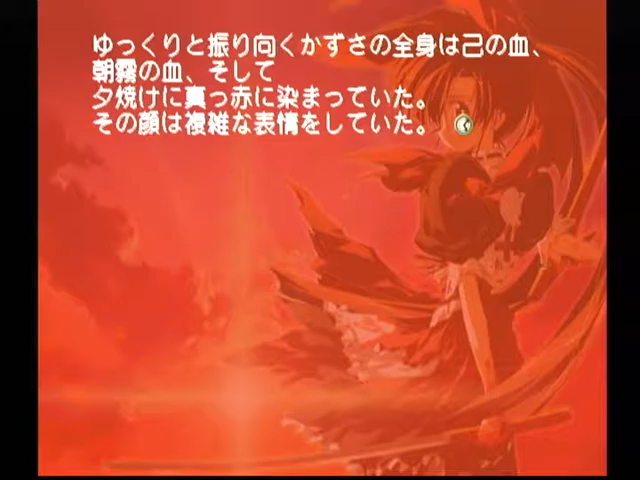 ゆっくりと振り向くかずさの全身は己の血、
朝霧の血、そして
夕焼けに真っ赤に染まっていた。
その顔は複雑な表情をしていた。